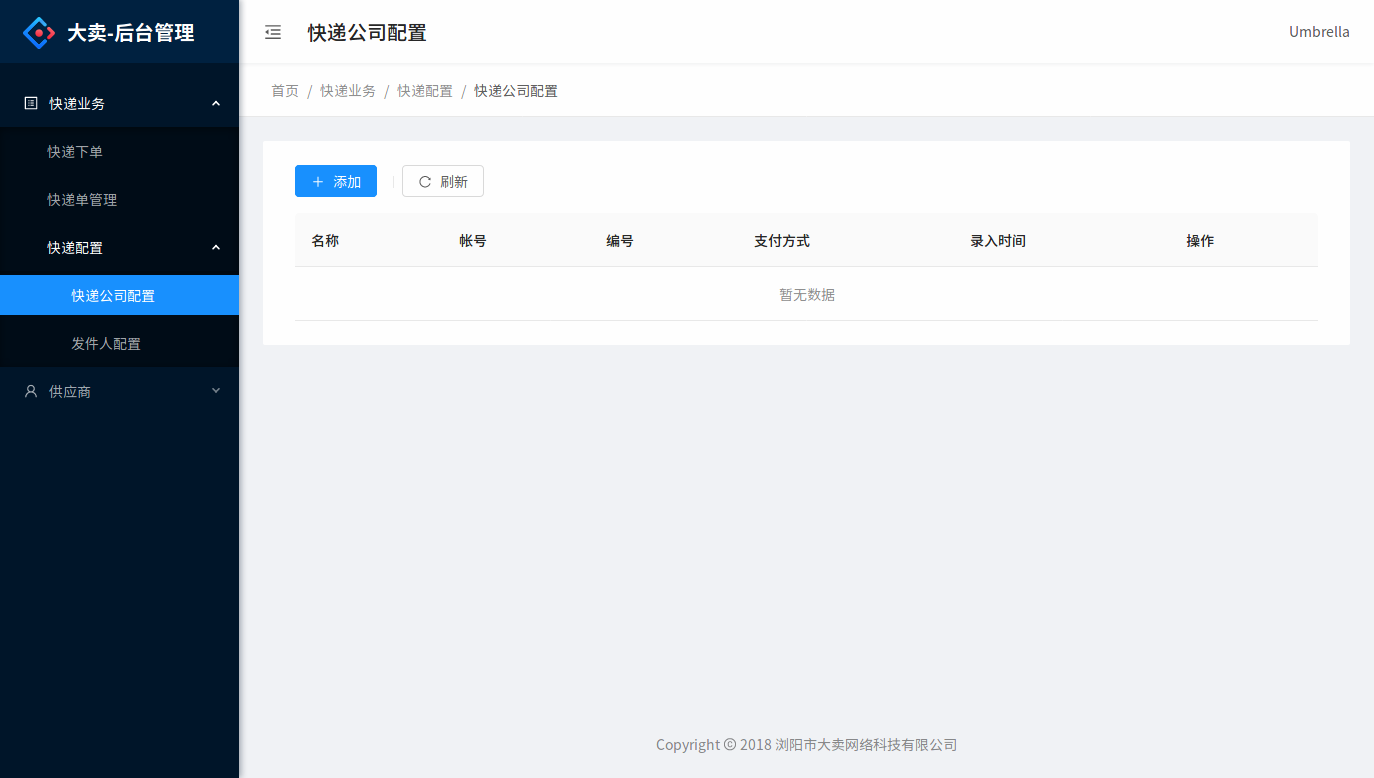 大卖-后台管理
快递公司配置
Umbrella
首页 / 快递业务 / 快递配置 / 快递公司配置
快递业务
快递下单
快递单管理
快递配置
快递公司配置
发件人配置
供应商
添加
刷新
名称 帐号 编号 支付方式 录入时间 操作
暂无数据
Copyright © 2018 浏阳市大卖网络科技有限公司